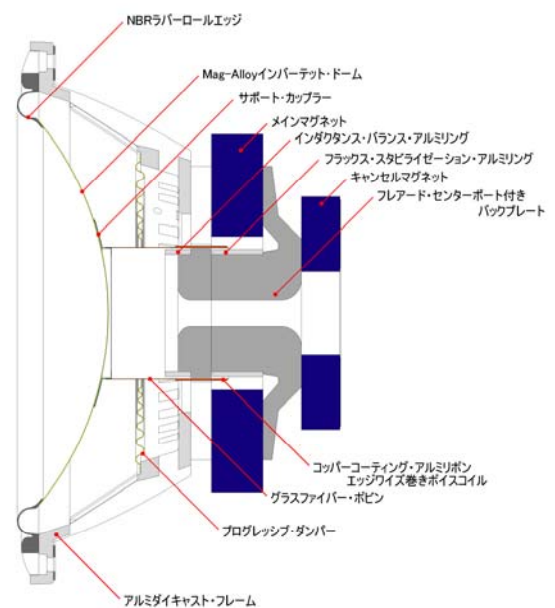 NBRラバーロールエッジ
Mag-Alloyインバーテット・ドーム
サポート・カップラー
メインマグネット
インダクタンス・バランス・アルミリング
フラックス・スタビライゼーション・アルミリング
キャンセルマグネット
フレアード・センターポート付き
バックプレート
コッパーコーティング・アルミリボン
エッジワイズ巻きボイスコイル
グラスファイバー・ボビン
プログレッシブ・ダンパー
アルミダイキャスト・フレーム